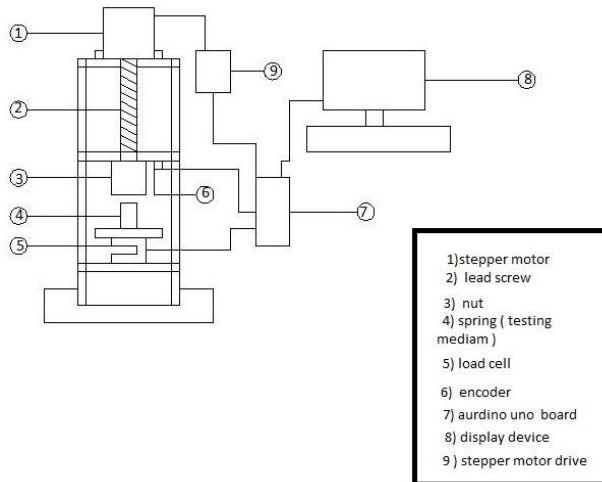 1
9
8
2
3
6
4
7
5
1)stepper motor
2) lead screw
3) nut
4) spring ( testing
mediam )
5) load cell
6) encoder
7) aurdino uno board
8) display device
9 ) stepper motor drive